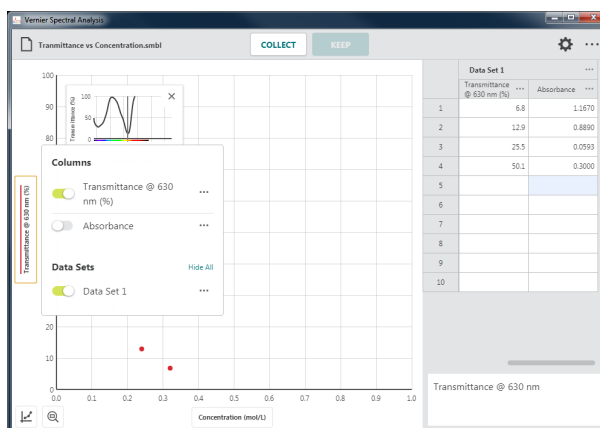 Vernier Spectral Analysis
Tranmittance vs Concentration.smbl
COLLECT
KEEP
100
90
80
20
10
0
0.0 0.1 0.2 0.3 0.4 0.5 0.6 0.7 0.8 0.9 1.0
Concentration (mol/L)
Transmittance @ 630 nm (%)
Transmittance (%)
100
50
0
Columns
Transmittance @ 630
nm (%)
Absorbance
Data Sets
Hide All
Data Set 1
Data Set 1
Transmittance
@ 630 nm (%)
Absorbance
1 6.8 1.1670
2 12.9 0.8890
3 25.5 0.0593
4 50.1 0.3000
5
6
7
8
9
10
Transmittance @ 630 nm